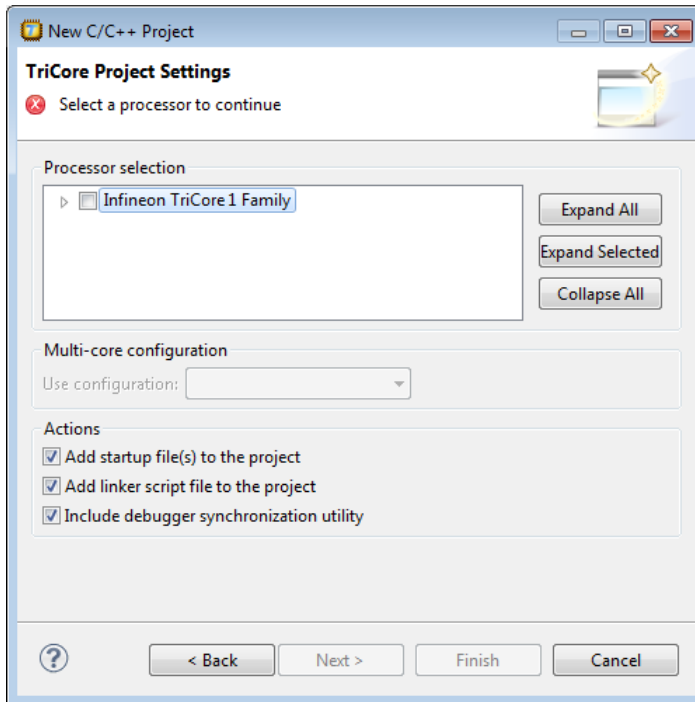 New C/C++ Project
TriCore Project Settings
Select a processor to continue
Processor selection
Infineon TriCore 1 Family
Expand All
Expand Selected
Collapse All
Multi-core configuration
Use configuration:
Actions
Add startup file(s) to the project
Add linker script file to the project
Include debugger synchronization utility
< Back
Next >
Finish
Cancel